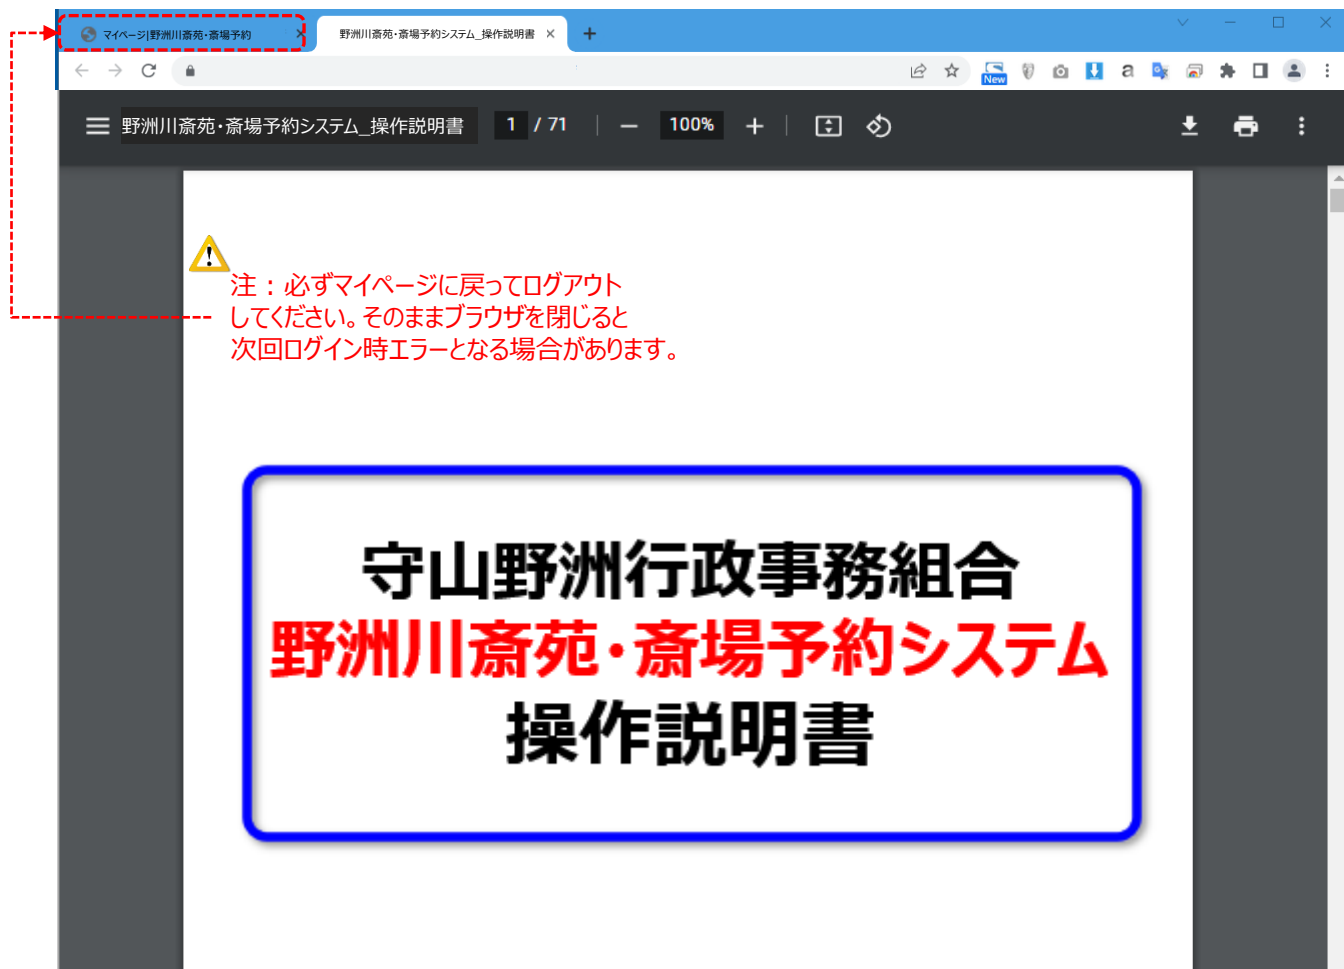 マイページ|野洲川斎苑・斎場予約
野洲川斎苑・斎場予約システム_操作説明書
New
a
野洲川斎苑・斎場予約システム_操作説明書 1 / 71 100%
注：必ずマイページに戻ってログアウト
してください。そのままブラウザを閉じると
次回ログイン時エラーとなる場合があります。
守山野洲行政事務組合
野洲川斎苑・斎場予約システム
操作説明書